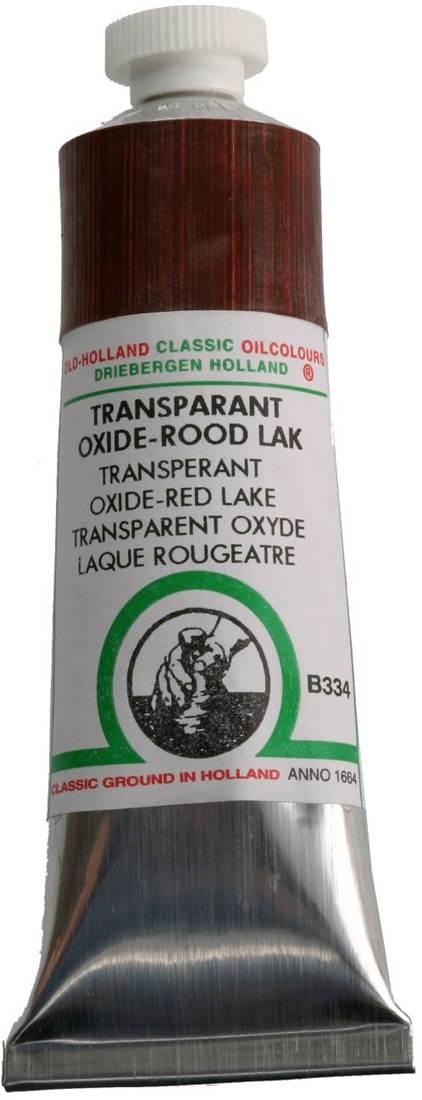 OLD-HOLLAND CLASSIC OILCOLOURS
DRIEBERGEN HOLLAND ®
TRANSPARANT
OXIDE-ROOD LAK
TRANSPERANT
OXIDE-RED LAKE
TRANSPARENT OXYDE
LAQUE ROUGEATRE
B334
CLASSIC GROUND IN HOLLAND ANNO 1664